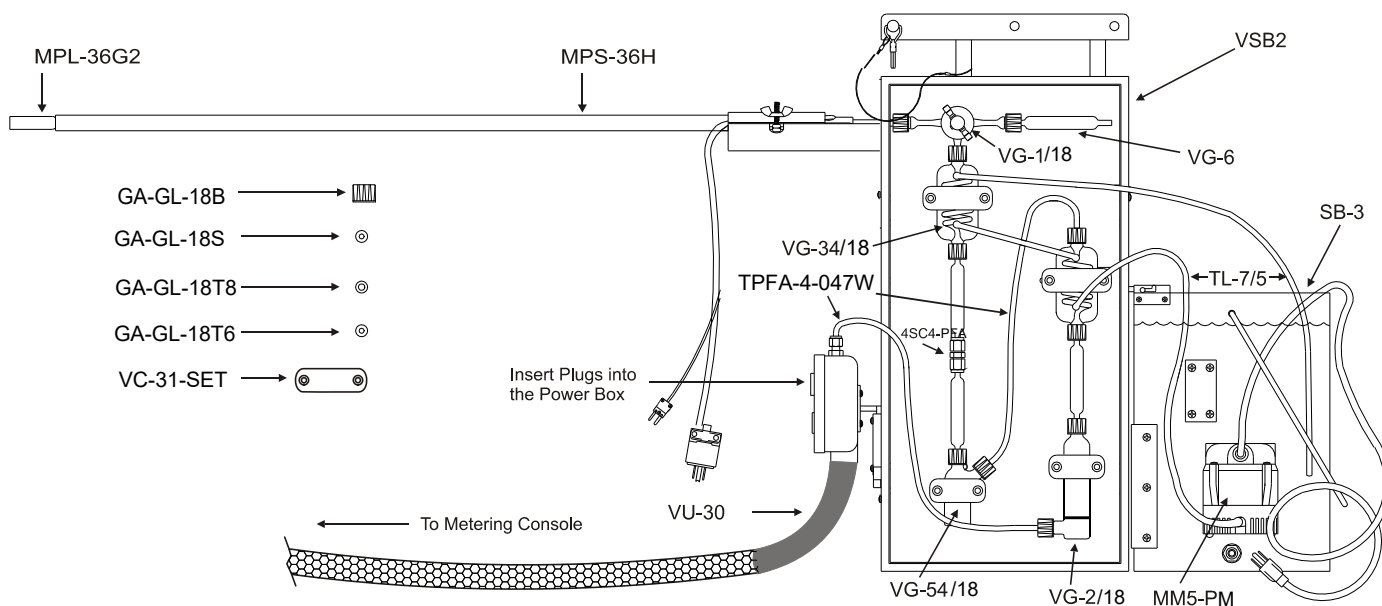 MPL-36G2
MPS-36H
VSB2
VG-1/18
VG-6
GA-GL-18B
GA-GL-18S
GA-GL-18T8
GA-GL-18T6
VC-31-SET
SB-3
VG-34/18
TPFA-4-047W
TL-7/5
4SC4-PFA
Insert Plugs into
the Power Box
VU-30
To Metering Console
VG-54/18
VG-2/18
MM5-PM